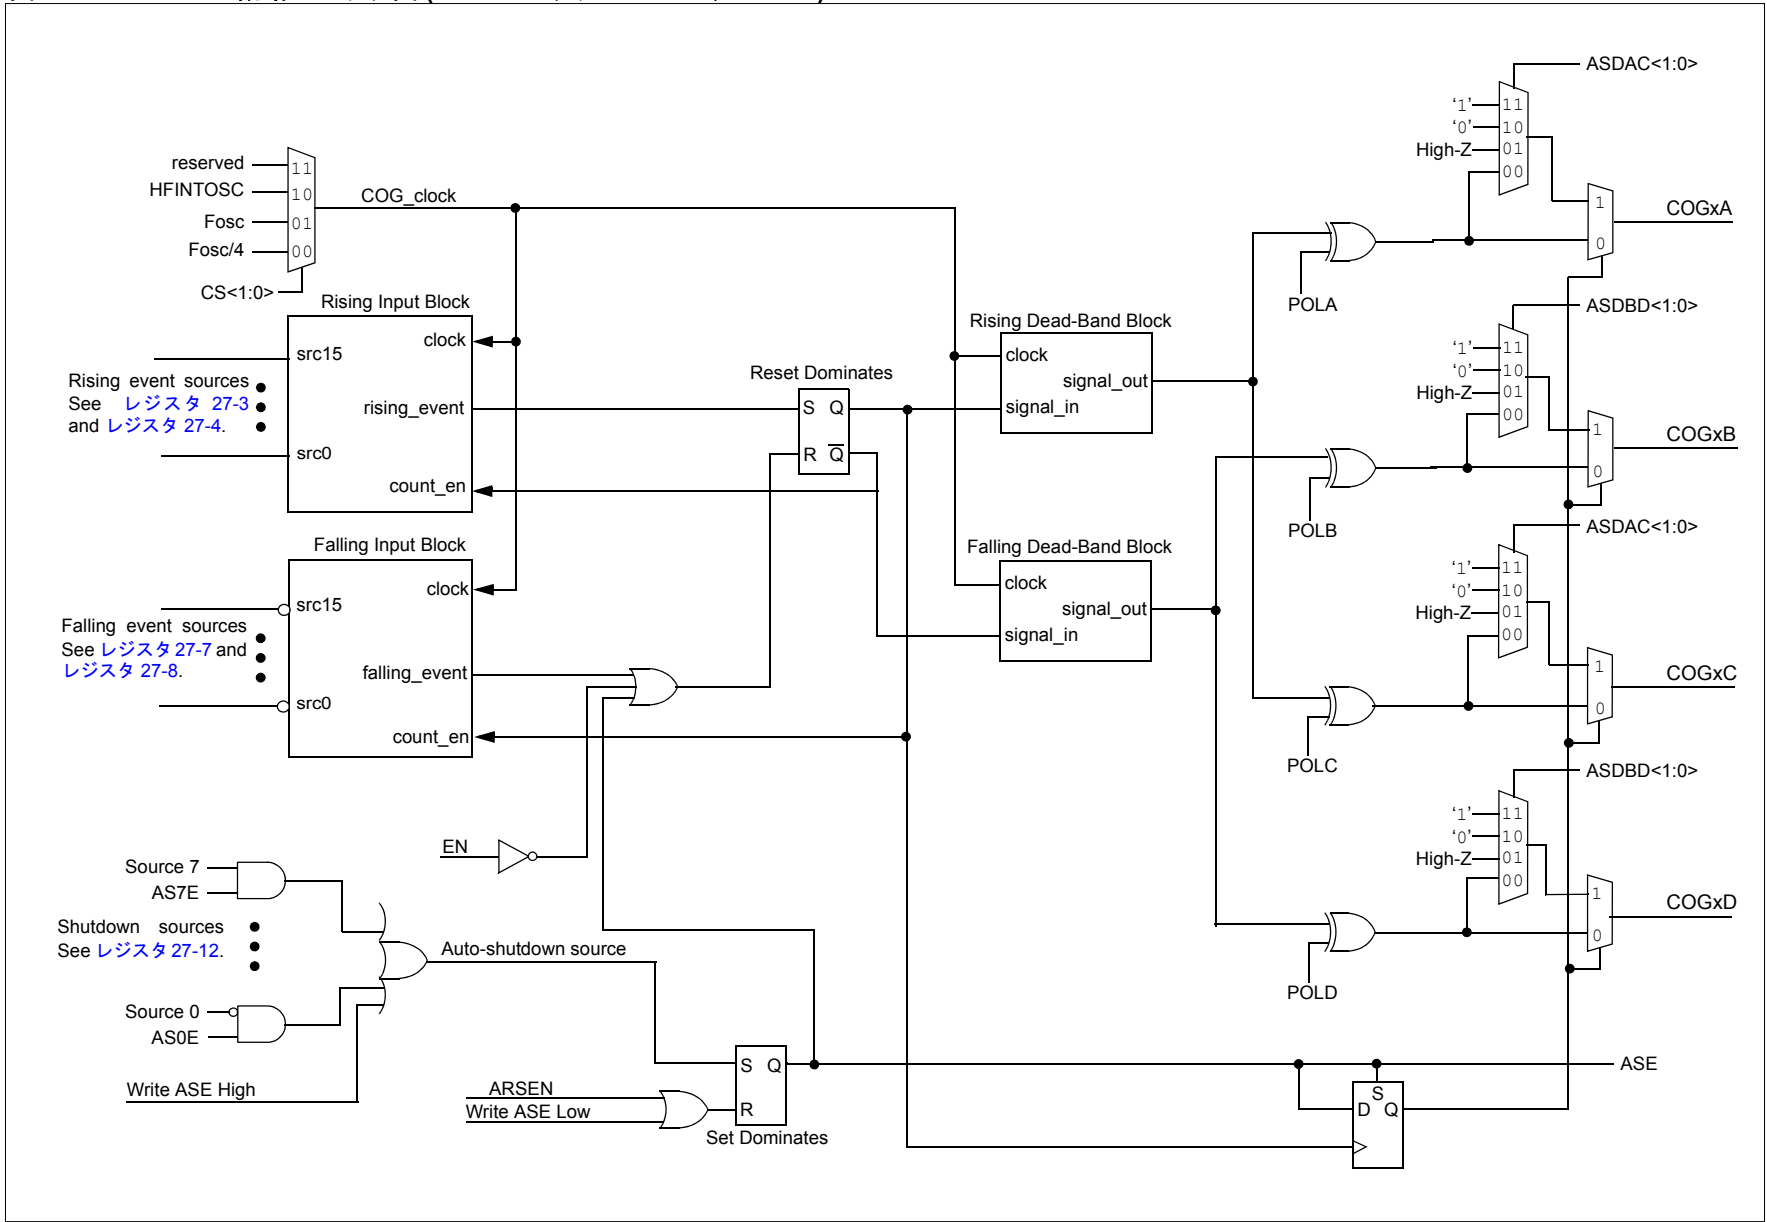 ASDAC<1:0>
'1' 11
'0' 10
High-Z 01
00
1
0
COGxA
POLA
reserved 11
HFINTOSC 10
Fosc 01
Fosc/4 00
CS<1:0>
COG_clock
Rising Input Block
clock
src15
rising_event
src0
count_en
Rising event sources
See レジスタ 27-3
and レジスタ 27-4.
Reset Dominates
S Q
R Q
Rising Dead-Band Block
clock
signal_out
signal_in
ASDBD<1:0>
'1' 11
'0' 10
High-Z 01
00
1
0
COGxB
POLB
Falling Input Block
clock
src15
falling_event
src0
count_en
Falling event sources
See レジスタ 27-7 and
レジスタ 27-8.
Falling Dead-Band Block
clock
signal_out
signal_in
ASDAC<1:0>
'1' 11
'0' 10
High-Z 01
00
1
0
COGxC
POLC
ASDBD<1:0>
'1' 11
'0' 10
High-Z 01
00
1
0
COGxD
POLD
EN
Source 7
AS7E
Shutdown sources
See レジスタ 27-12.
Source 0
AS0E
Write ASE High
Auto-shutdown source
ARSEN
Write ASE Low
S Q
R
Set Dominates
ASE
S
D Q